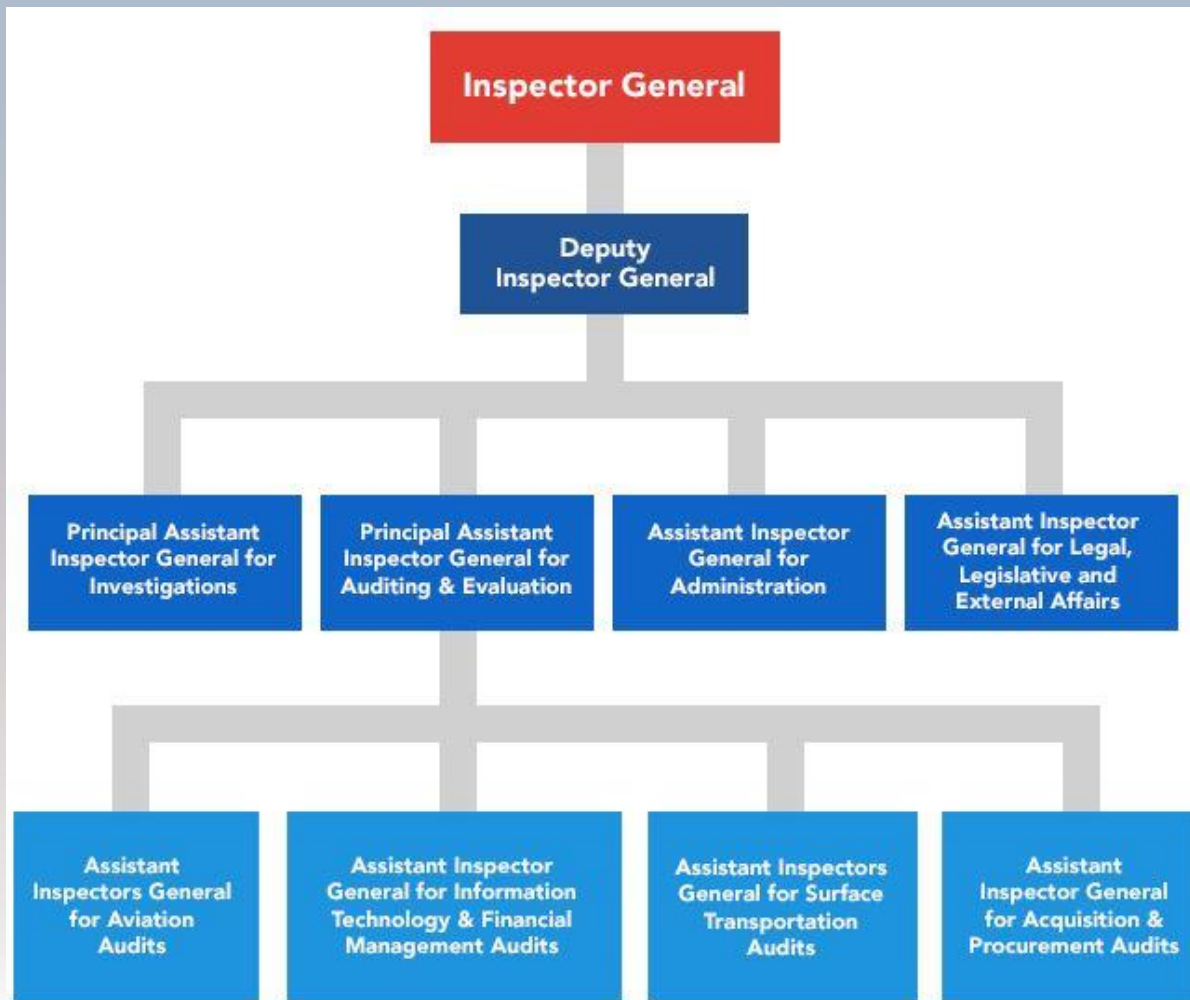 Inspector General
Deputy
Inspector General
Principal Assistant
Inspector General for
Investigations
Principal Assistant
Inspector General for
Auditing & Evaluation
Assistant Inspector
General for
Administration
Assistant Inspector
General for Legal,
Legislative and
External Affairs
Assistant
Inspectors General
for Aviation
Audits
Assistant Inspector
General for Information
Technology & Financial
Management Audits
Assistant Inspectors
General for Surface
Transportation
Audits
Assistant
Inspector General
for Acquisition &
Procurement Audits